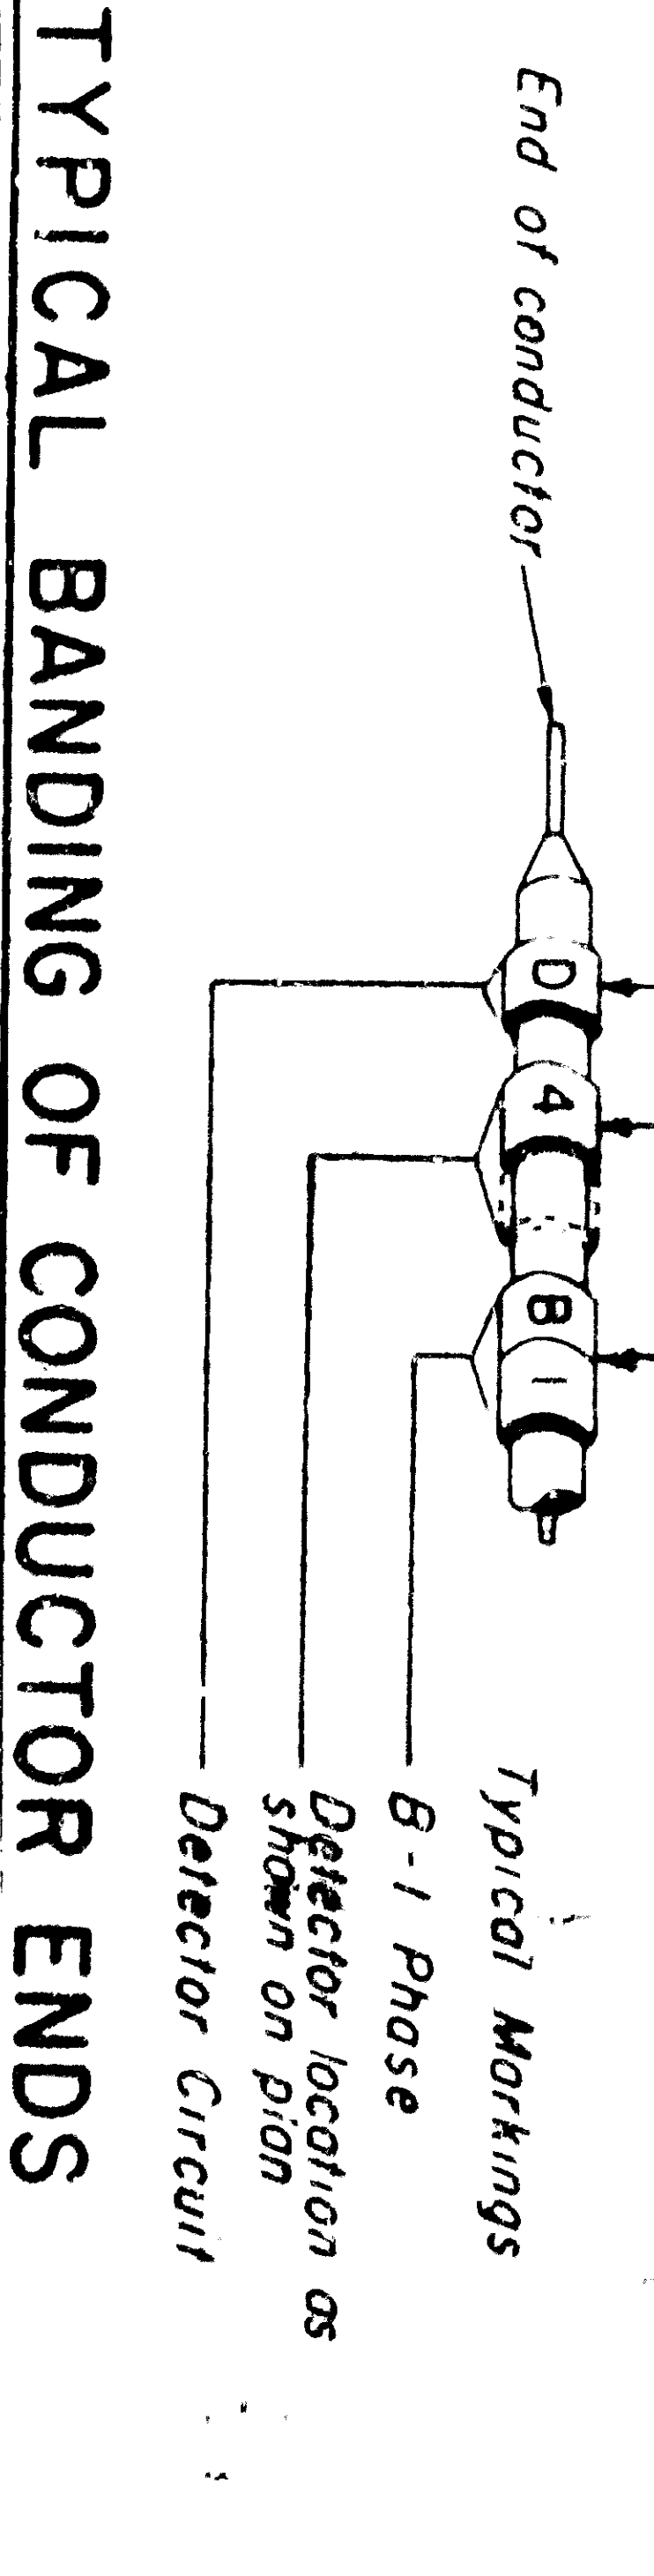 End of conductor
D 4 B 1
Typical Markings
B-1 Phase
Detector location as
shown on plan
Detector Circuit
TYPICAL BANDING OF CONDUCTOR ENDS